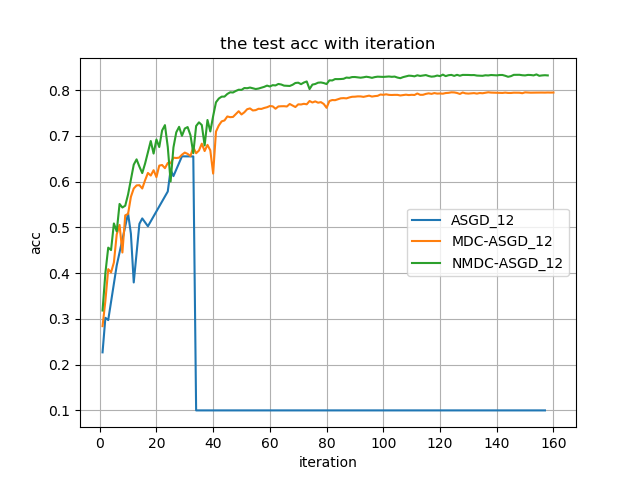 the test acc with iteration
acc
0.8
0.7
0.6
0.5
0.4
0.3
0.2
0.1
ASGD_12
MDC-ASGD_12
NMDC-ASGD_12
0 20 40 60 80 100 120 140 160
iteration